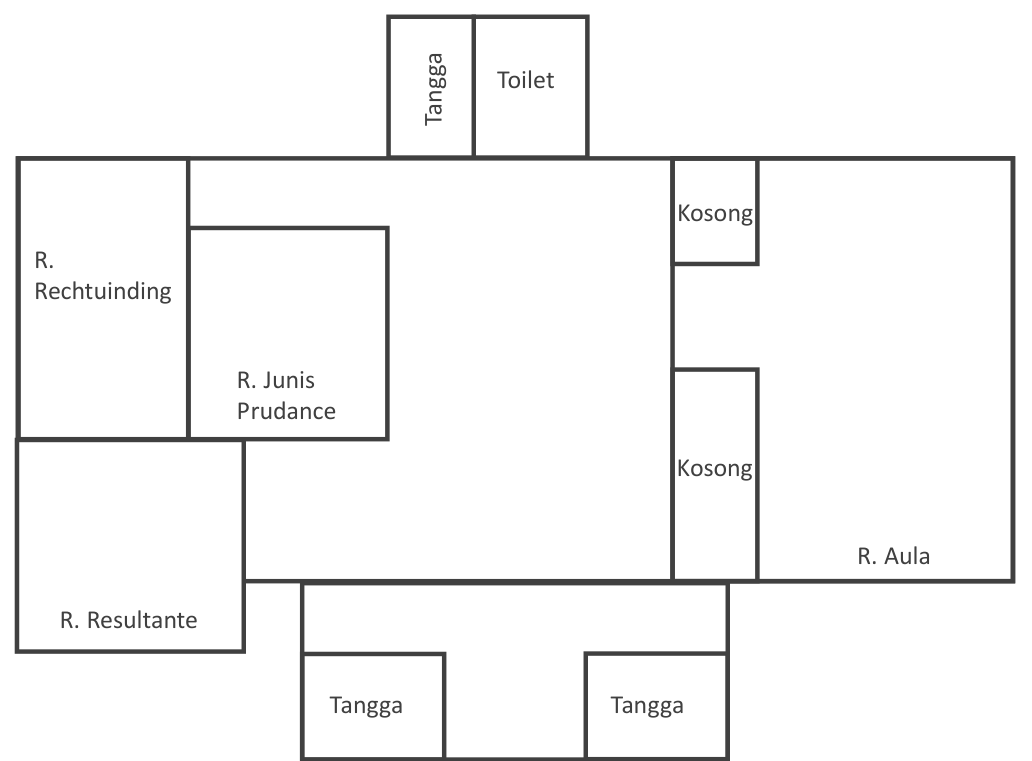 Tangga
Toilet
Kosong
R.
Rechtuinding
R. Junis
Prudance
Kosong
R. Aula
R. Resultante
Tangga
Tangga